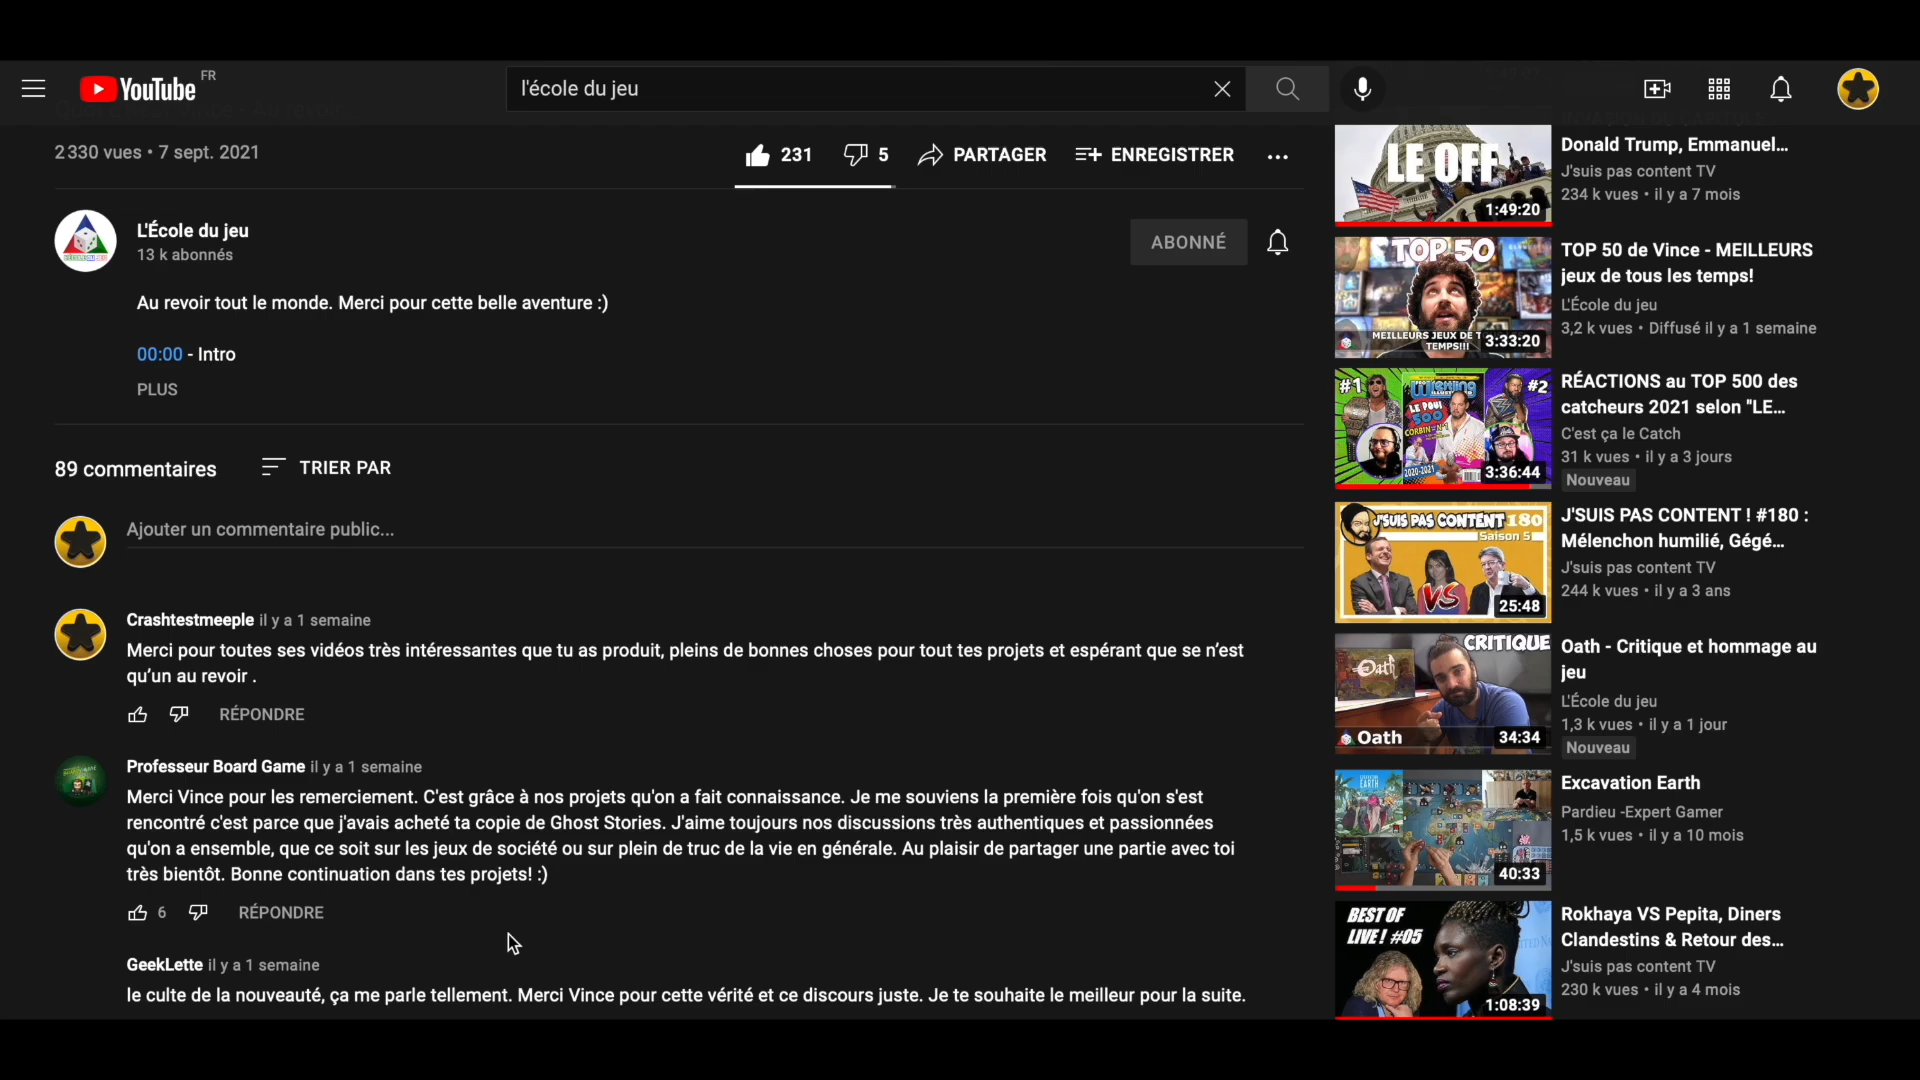 YouTube FR
l'école du jeu
2 330 vues • 7 sept. 2021
231
5
PARTAGER
ENREGISTRER
L'École du jeu
13 k abonnés
ABONNÉ
Au revoir tout le monde. Merci pour cette belle aventure :)
00:00 - Intro
PLUS
89 commentaires
TRIER PAR
Ajouter un commentaire public...
Crashtestmeeple il y a 1 semaine
Merci pour toutes ses vidéos très intéressantes que tu as produit, pleins de bonnes choses pour tout tes projets et espérant que se n’est
qu’un au revoir .
RÉPONDRE
Professeur Board Game il y a 1 semaine
Merci Vince pour les remerciement. C'est grâce à nos projets qu'on a fait connaissance. Je me souviens la première fois qu'on s'est
rencontré c'est parce que j'avais acheté ta copie de Ghost Stories. J'aime toujours nos discussions très authentiques et passionnées
qu'on a ensemble, que ce soit sur les jeux de société ou sur plein de truc de la vie en générale. Au plaisir de partager une partie avec toi
très bientôt. Bonne continuation dans tes projets! :)
6
RÉPONDRE
GeekLette il y a 1 semaine
le culte de la nouveauté, ça me parle tellement. Merci Vince pour cette vérité et ce discours juste. Je te souhaite le meilleur pour la suite.
LE OFF
1:49:20
Donald Trump, Emmanuel...
J'suis pas content TV
234 k vues • il y a 7 mois
TOP 50
MEILLEURS JEUX DE T
TEMPS!!!
3:33:20
TOP 50 de Vince - MEILLEURS
jeux de tous les temps!
L'École du jeu
3,2 k vues • Diffusé il y a 1 semaine
#1
#2
Wrestling
LE POUI
500
CORBIN=N°1
2020-2021
3:36:44
RÉACTIONS au TOP 500 des
catcheurs 2021 selon "LE...
C'est ça le Catch
31 k vues • il y a 3 jours
Nouveau
J'SUIS PAS CONTENT 180
Saison 5
VS
25:48
J'SUIS PAS CONTENT ! #180 :
Mélenchon humilié, Gégé...
J'suis pas content TV
244 k vues • il y a 3 ans
CRITIQUE
Oath
Oath
34:34
Oath - Critique et hommage au
jeu
L'École du jeu
1,3 k vues • il y a 1 jour
Nouveau
EARTH
40:33
Excavation Earth
Pardieu -Expert Gamer
1,5 k vues • il y a 10 mois
BEST OF
LIVE ! #05
1:08:39
Rokhaya VS Pepita, Diners
Clandestins & Retour des...
J'suis pas content TV
230 k vues • il y a 4 mois